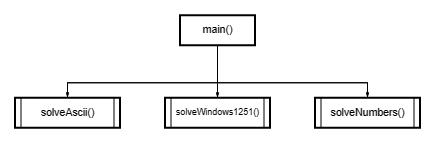 main()
solveAscii()
solveWindows1251()
solveNumbers()